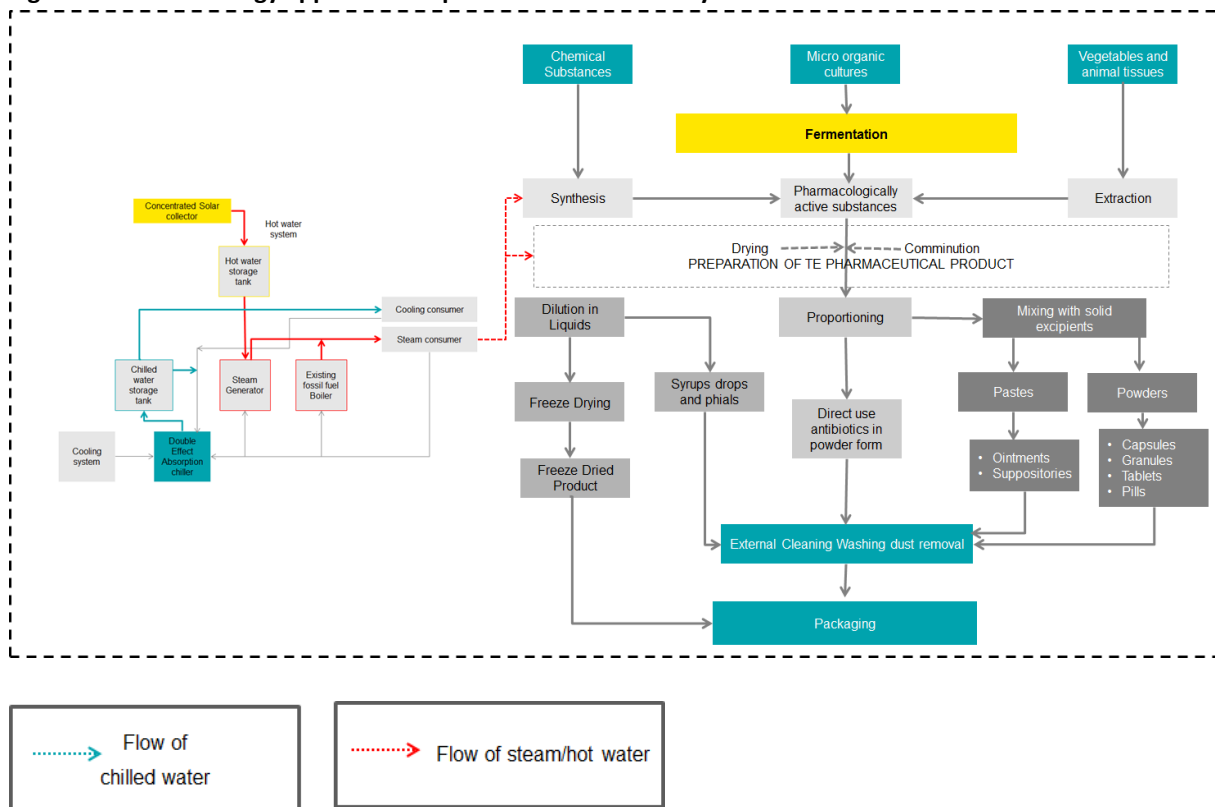 Chemical
Substances
Micro organic
cultures
Vegetables and
animal tissues
Fermentation
Synthesis
Pharmacologically
active substances
Extraction
Concentrated Solar
collector
Hot water
system
Hot water
storage
tank
Drying
Comminution
PREPARATION OF TE PHARMACEUTICAL PRODUCT
Cooling consumer
Steam consumer
Dilution in
Liquids
Proportioning
Mixing with solid
excipients
Chilled
water
storage
tank
Steam
Generator
Existing
fossil fuel
Boiler
Freeze Drying
Syrups drops
and phials
Direct use
antibiotics in
powder form
Pastes
Powders
Cooling
system
Double
Effect
Absorption
chiller
Freeze Dried
Product
• Ointments
• Suppositories
• Capsules
• Granules
• Tablets
• Pills
External Cleaning Washing dust removal
Packaging
Flow of
chilled water
Flow of steam/hot water